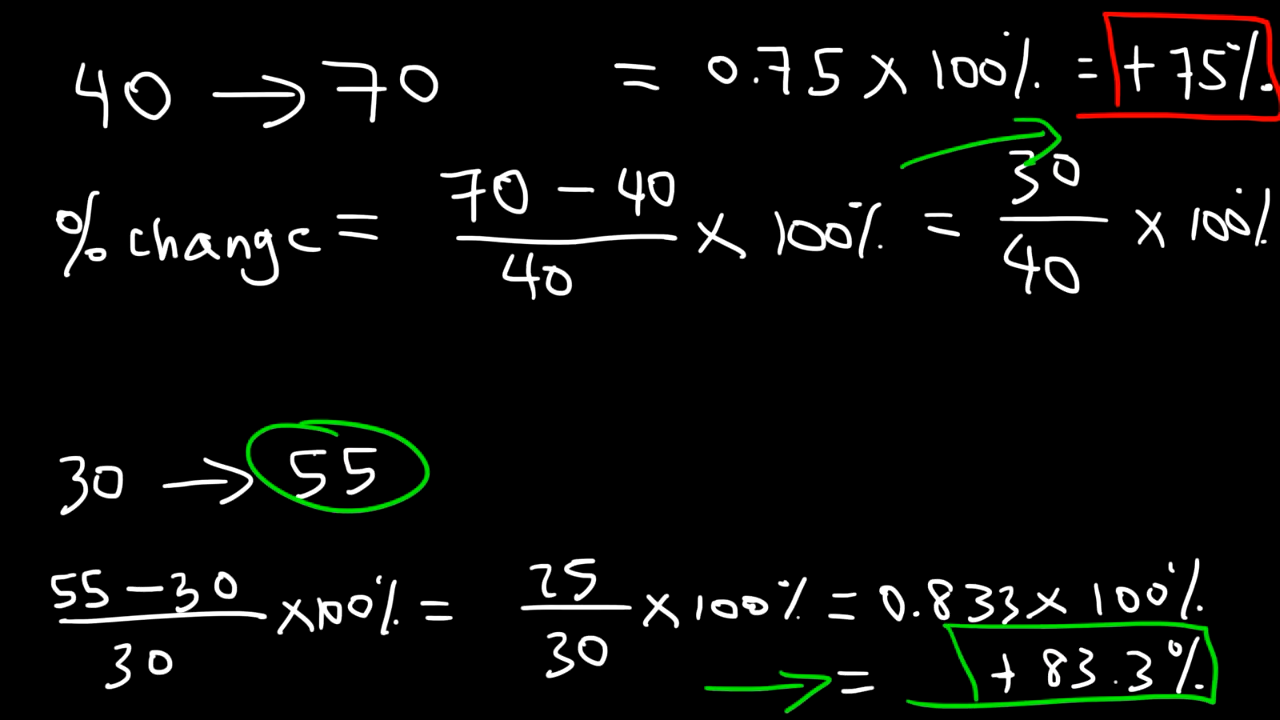 40 → 70 = 0.75 × 100% = +75%
% change = (70 − 40)/40 × 100% = 30/40 × 100%
30 → 55
(55 − 30)/30 × 100% = 25/30 × 100% = 0.833 × 100%
= +83.3%